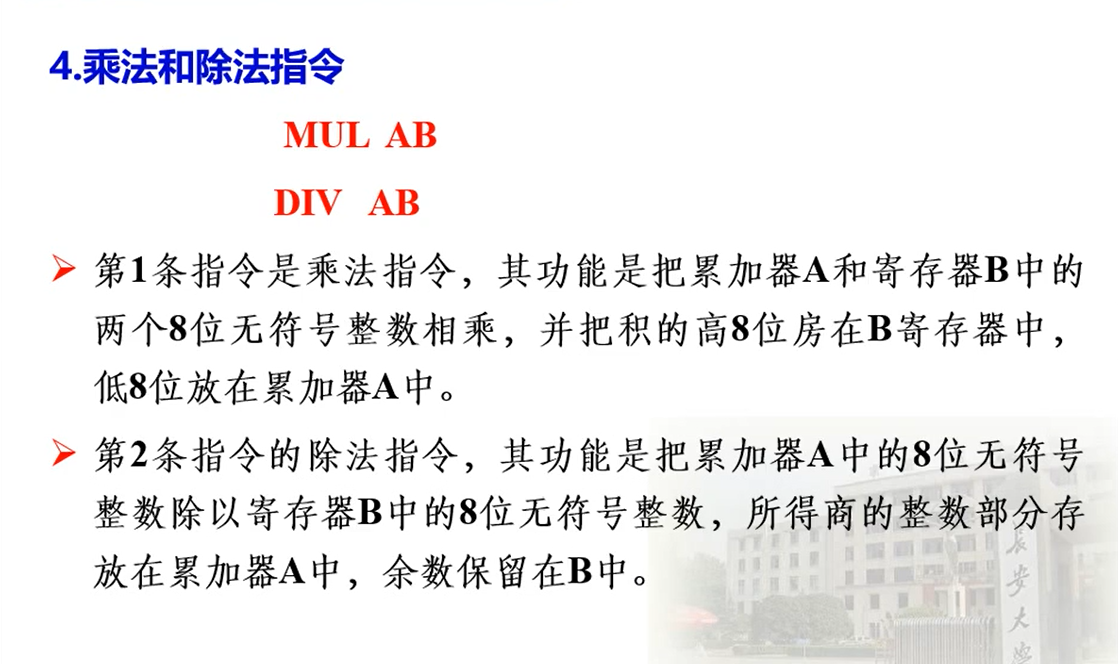 4.乘法和除法指令
MUL AB
DIV AB
第1条指令是乘法指令，其功能是把累加器A和寄存器B中的
两个8位无符号整数相乘，并把积的高8位房在B寄存器中，
低8位放在累加器A中。
第2条指令的除法指令，其功能是把累加器A中的8位无符号
整数除以寄存器B中的8位无符号整数，所得商的整数部分存
放在累加器A中，余数保留在B中。
长安大学